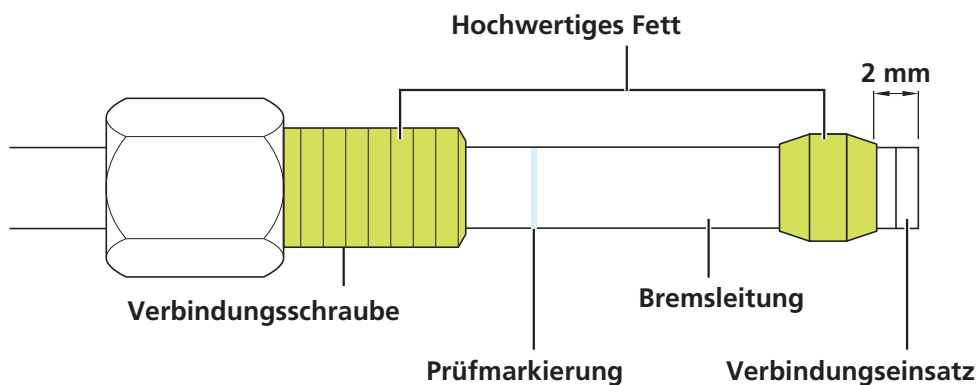 Hochwertiges Fett
2 mm
Verbindungsschraube
Bremsleitung
Prüfmarkierung
Verbindungseinsatz